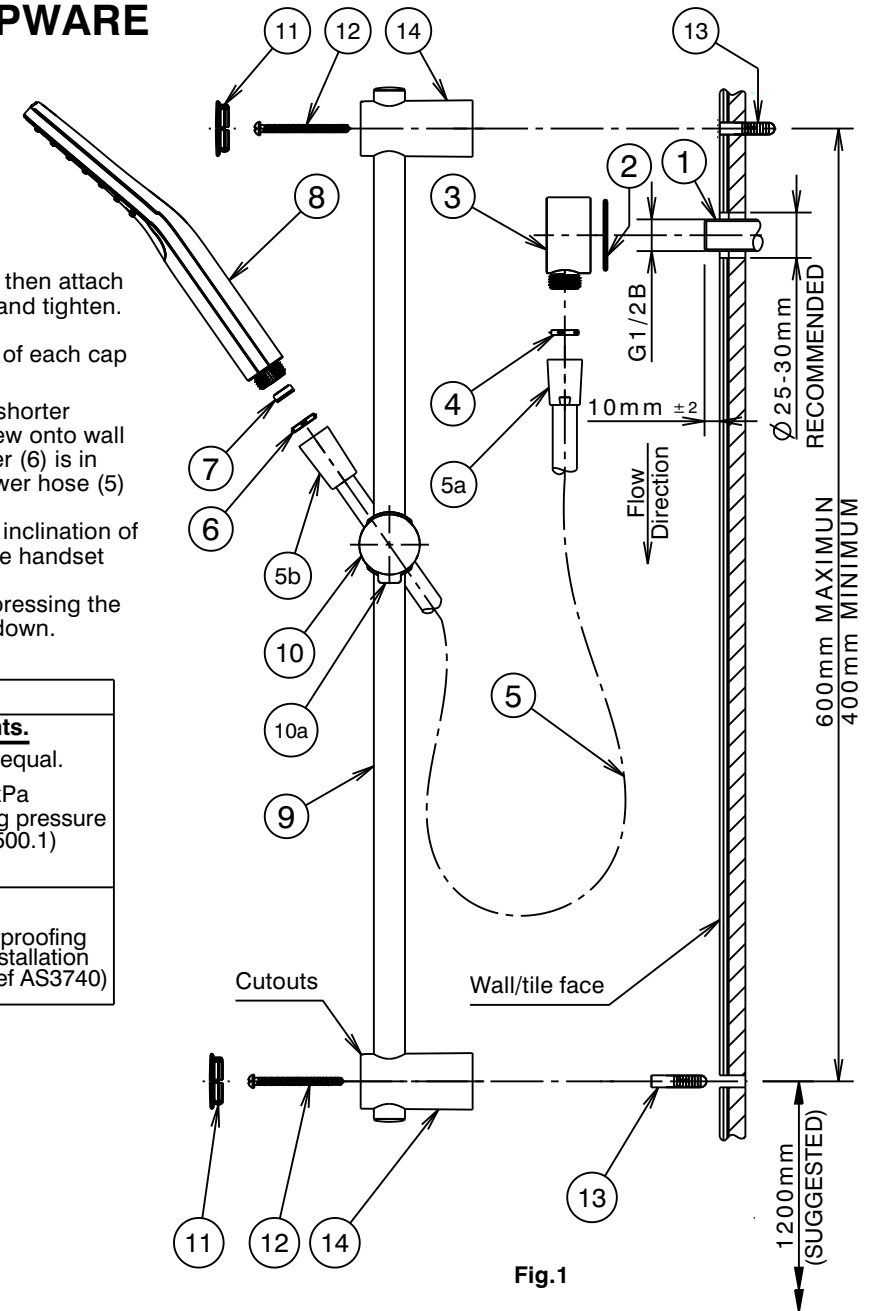 PWARE
11
12
14
13
8
3
2
1
then attach
and tighten.
of each cap
shorter
ew onto wall
er (6) is in
wer hose (5)
inclination of
e handset
pressing the
down.
G1/2B
Ø25-30mm
RECOMMENDED
4
10mm ±2
7
5a
6
Flow
Direction
5b
10
10a
5
600mm MAXIMUN
400mm MINIMUM
9
nts.
equal.
kPa
g pressure
500.1)
rproofing
stallation
ef AS3740)
Cutouts
Wall/tile face
13
1200mm
(SUGGESTED)
11
12
14
Fig.1